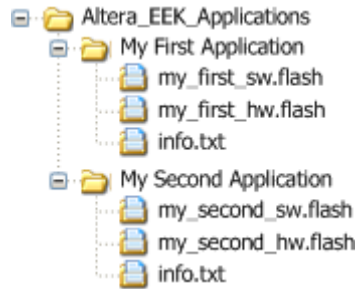 Altera_EEK_Applications
My First Application
my_first_sw.flash
my_first_hw.flash
info.txt
My Second Application
my_second_sw.flash
my_second_hw.flash
info.txt